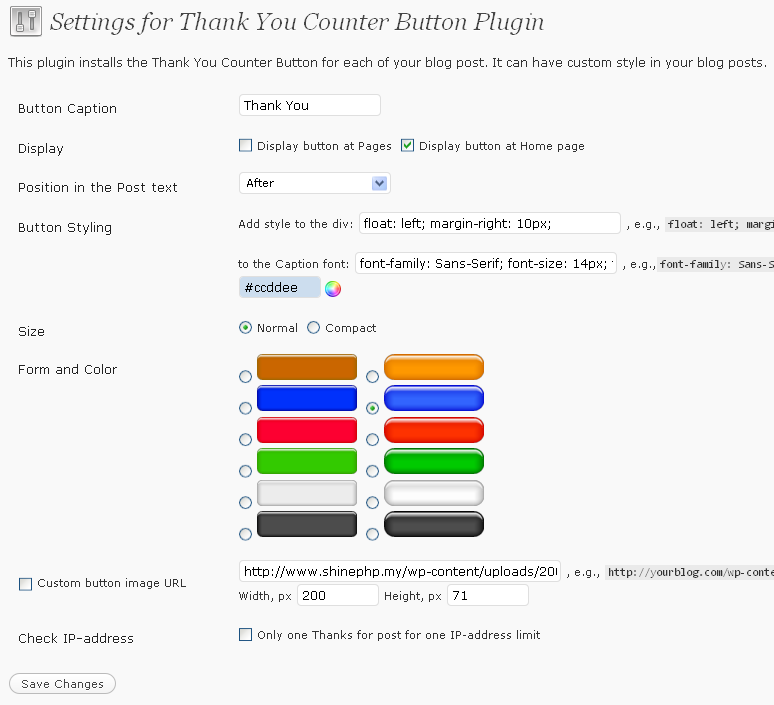 Settings for Thank You Counter Button Plugin
This plugin installs the Thank You Counter Button for each of your blog post. It can have custom style in your blog posts.
Button Caption Thank You
Display Display button at Pages Display button at Home page
Position in the Post text After
Button Styling Add style to the div: float: left; margin-right: 10px; , e.g., float: left; margi
to the Caption font: font-family: Sans-Serif; font-size: 14px; , e.g., font-family: Sans-S
#ccddee
Size Normal Compact
Form and Color
Custom button image URL http://www.shinephp.my/wp-content/uploads/200 , e.g., http://yourblog.com/wp-conte
Width, px 200 Height, px 71
Check IP-address Only one Thanks for post for one IP-address limit
Save Changes